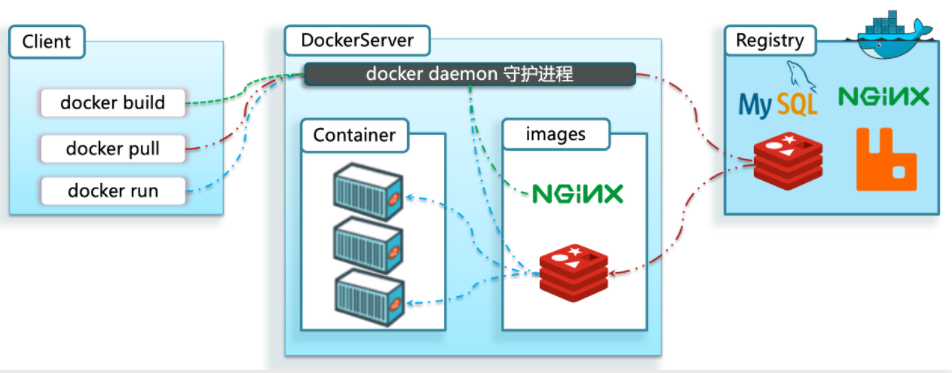 Client
docker build
docker pull
docker run
DockerServer
docker daemon 守护进程
Container
images
NGiNX
Registry
MySQL
NGiNX